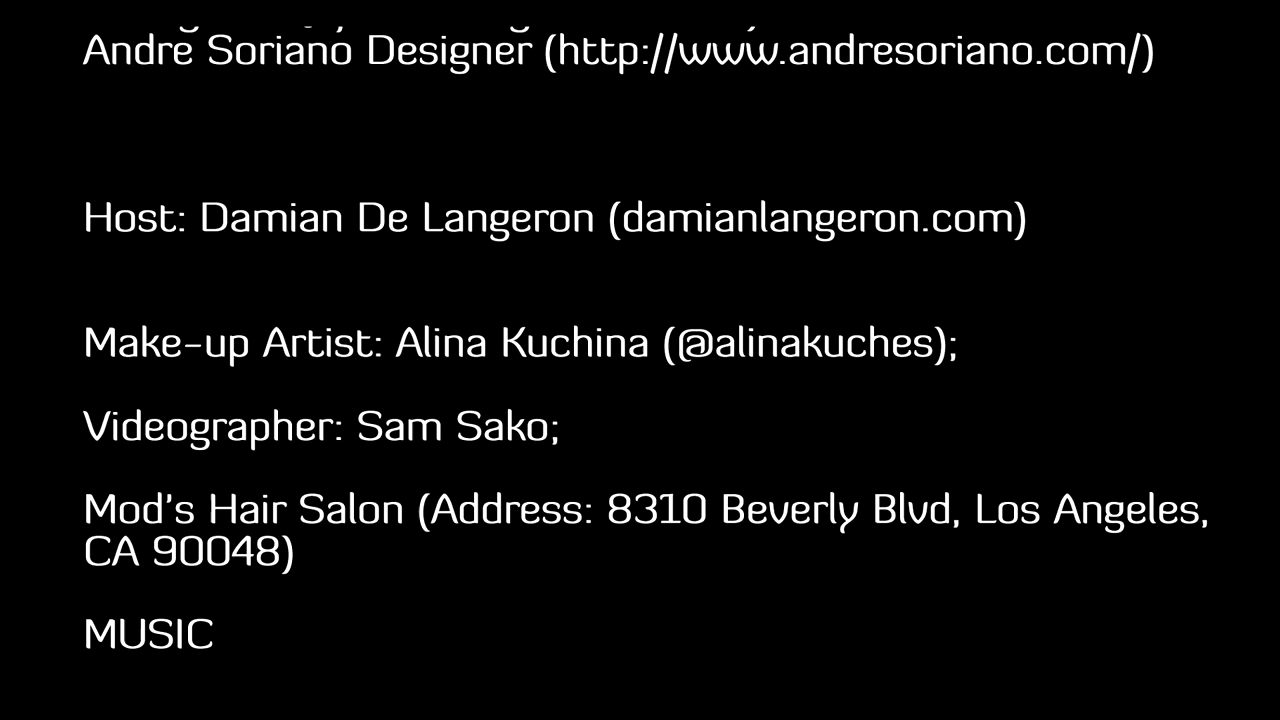 Andre Soriano Designer (http://www.andresoriano.com/)
Host: Damian De Langeron (damianlangeron.com)
Make-up Artist: Alina Kuchina (@alinakuches);
Videographer: Sam Sako;
Mod's Hair Salon (Address: 8310 Beverly Blvd, Los Angeles,
CA 90048)
MUSIC